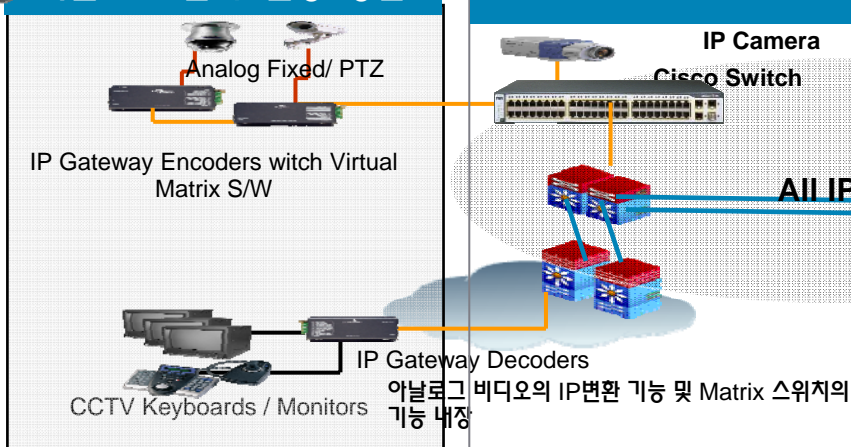 IP Camera
Analog Fixed/ PTZ
Cisco Switch
IP Gateway Encoders witch Virtual
Matrix S/W
All IP
IP Gateway Decoders
아날로그 비디오의 IP변환 기능 및 Matrix 스위치의
기능 내장
CCTV Keyboards / Monitors